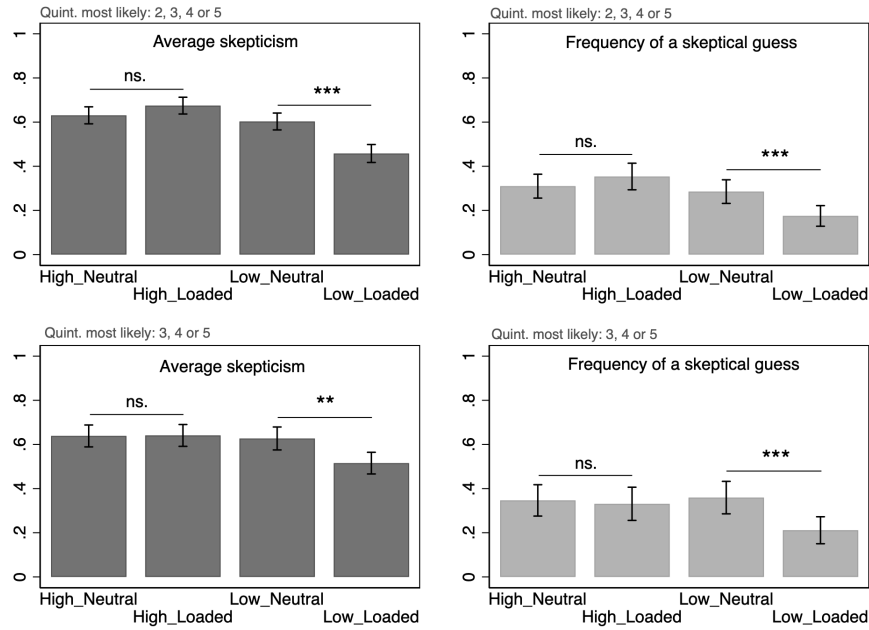 Quint. most likely: 2, 3, 4 or 5
Average skepticism
1
.8
.6
.4
.2
0
ns.
***
High_Neutral
High_Loaded
Low_Neutral
Low_Loaded
Quint. most likely: 2, 3, 4 or 5
Frequency of a skeptical guess
1
.8
.6
.4
.2
0
ns.
***
High_Neutral
High_Loaded
Low_Neutral
Low_Loaded
Quint. most likely: 3, 4 or 5
Average skepticism
1
.8
.6
.4
.2
0
ns.
**
High_Neutral
High_Loaded
Low_Neutral
Low_Loaded
Quint. most likely: 3, 4 or 5
Frequency of a skeptical guess
1
.8
.6
.4
.2
0
ns.
***
High_Neutral
High_Loaded
Low_Neutral
Low_Loaded